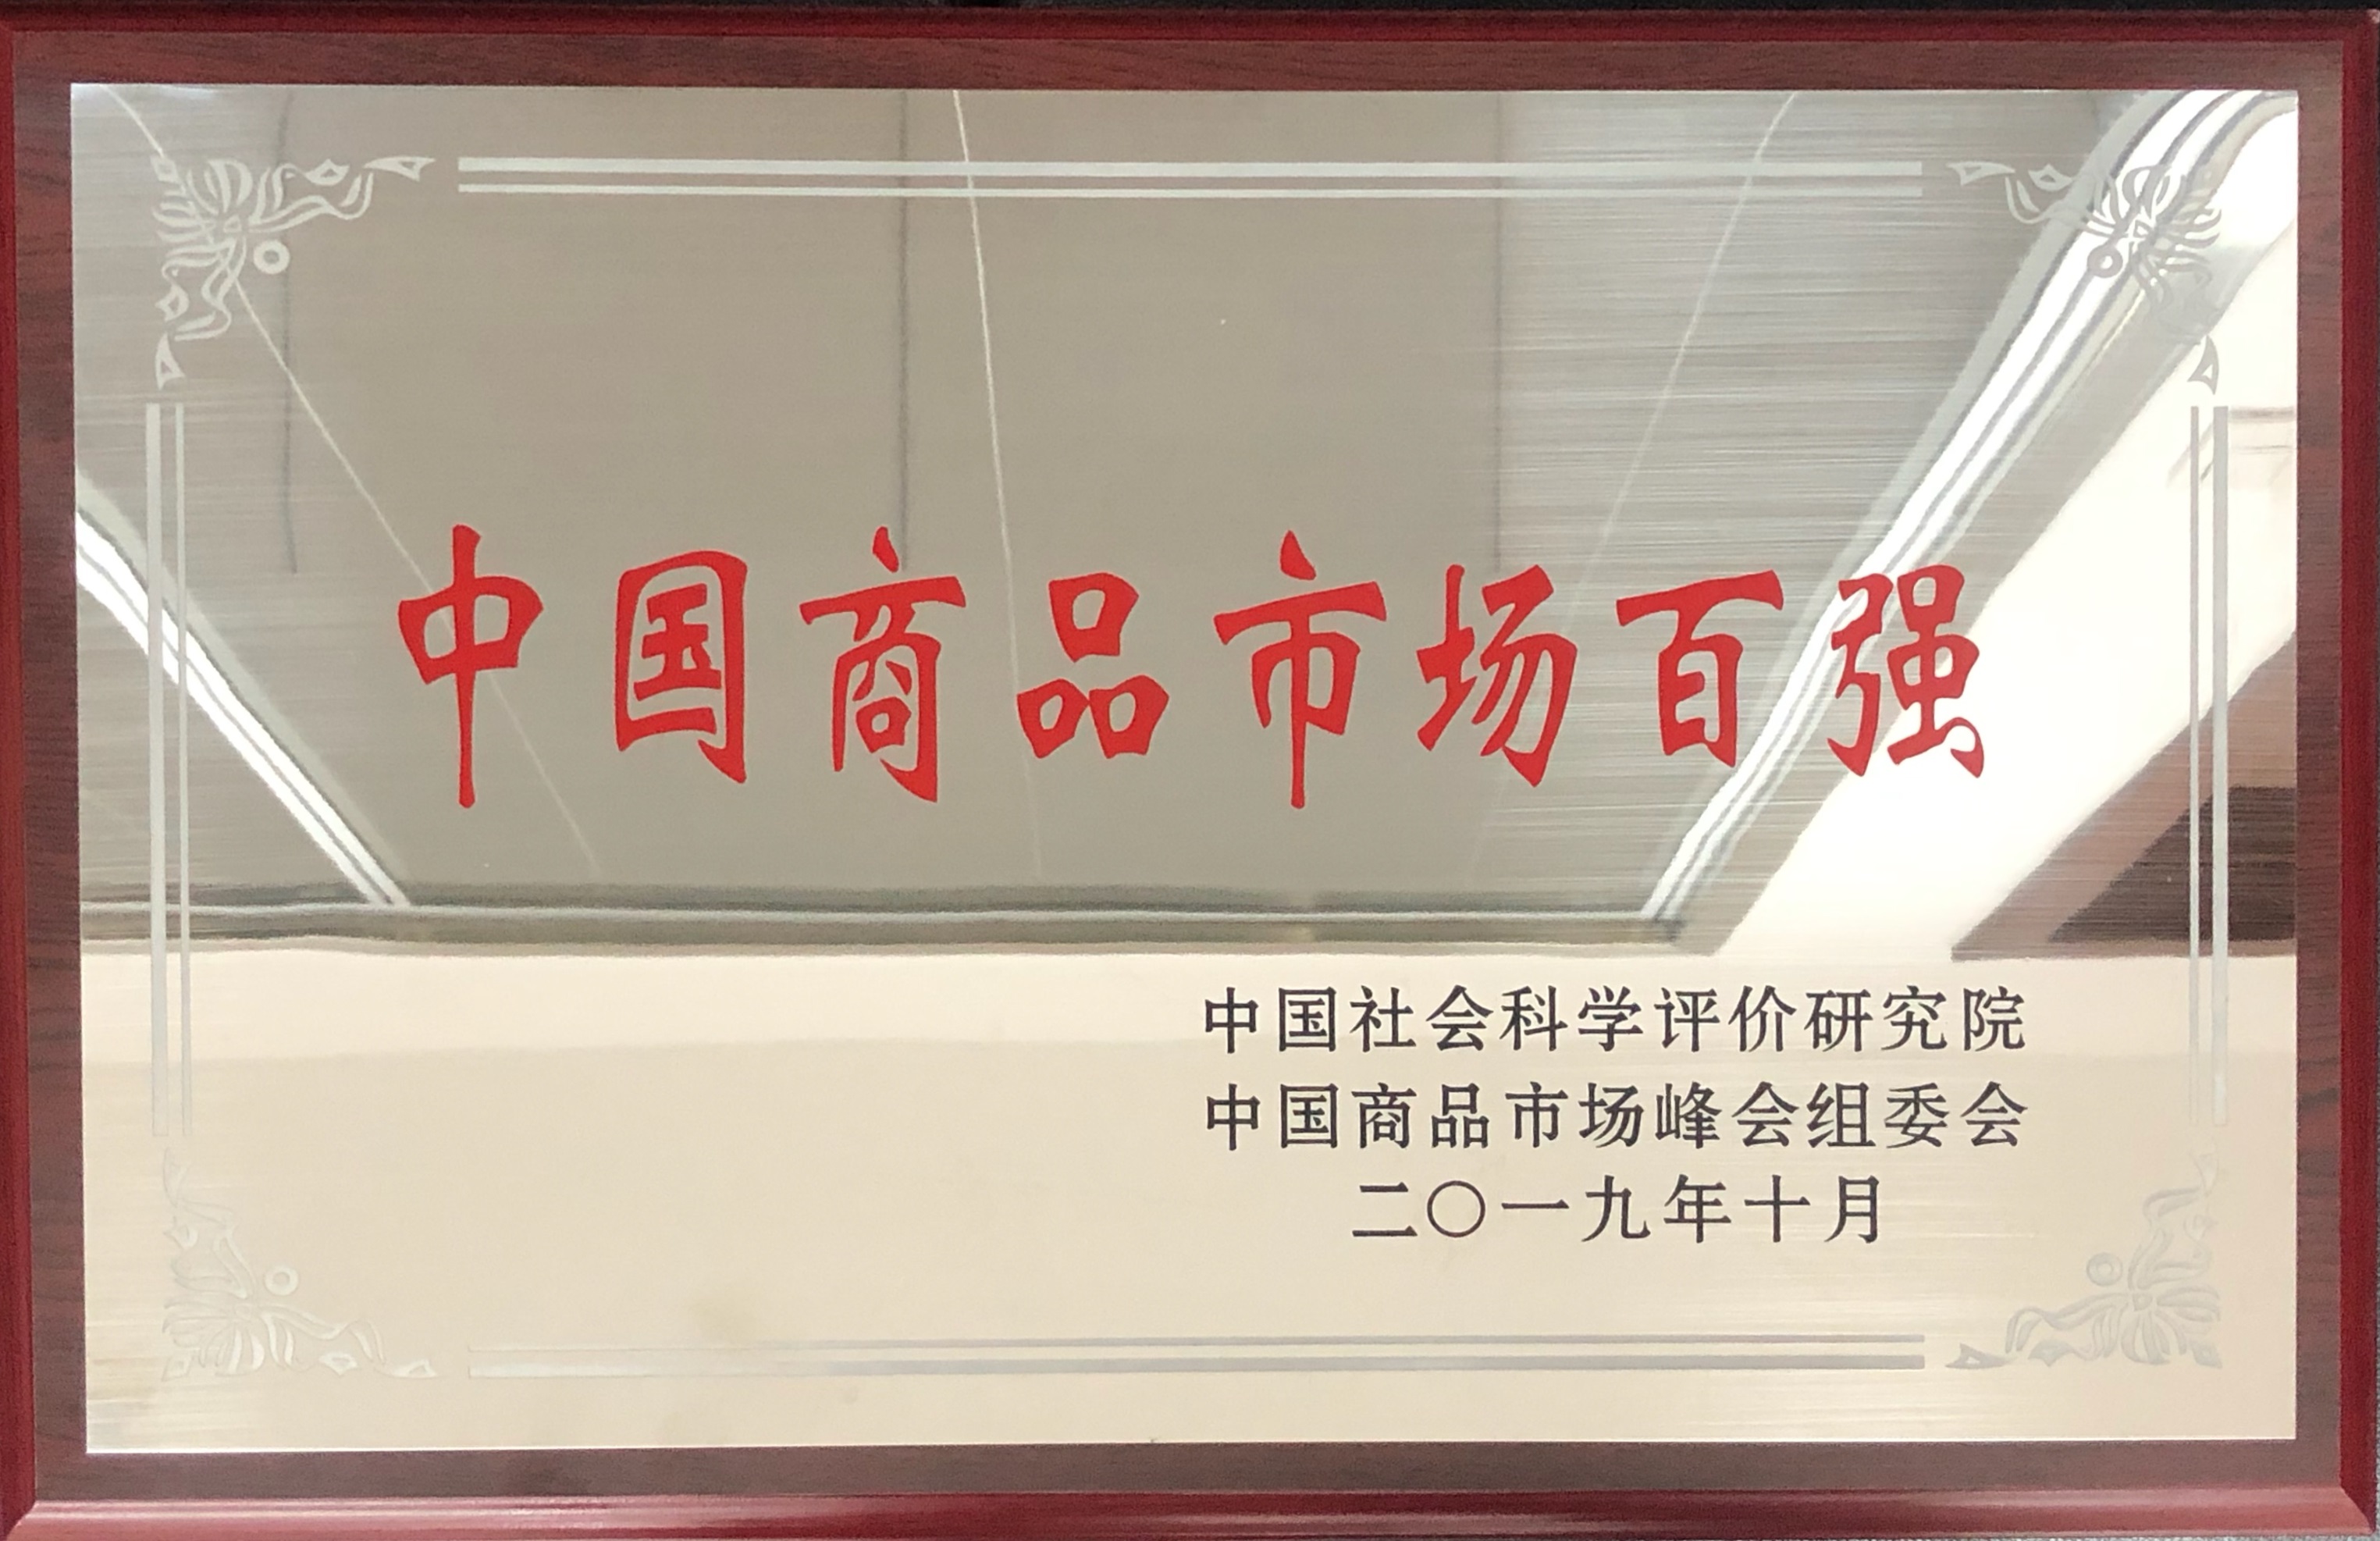 中国商品市场百强
中国社会科学评价研究院
中国商品市场峰会组委会
二〇一九年十月